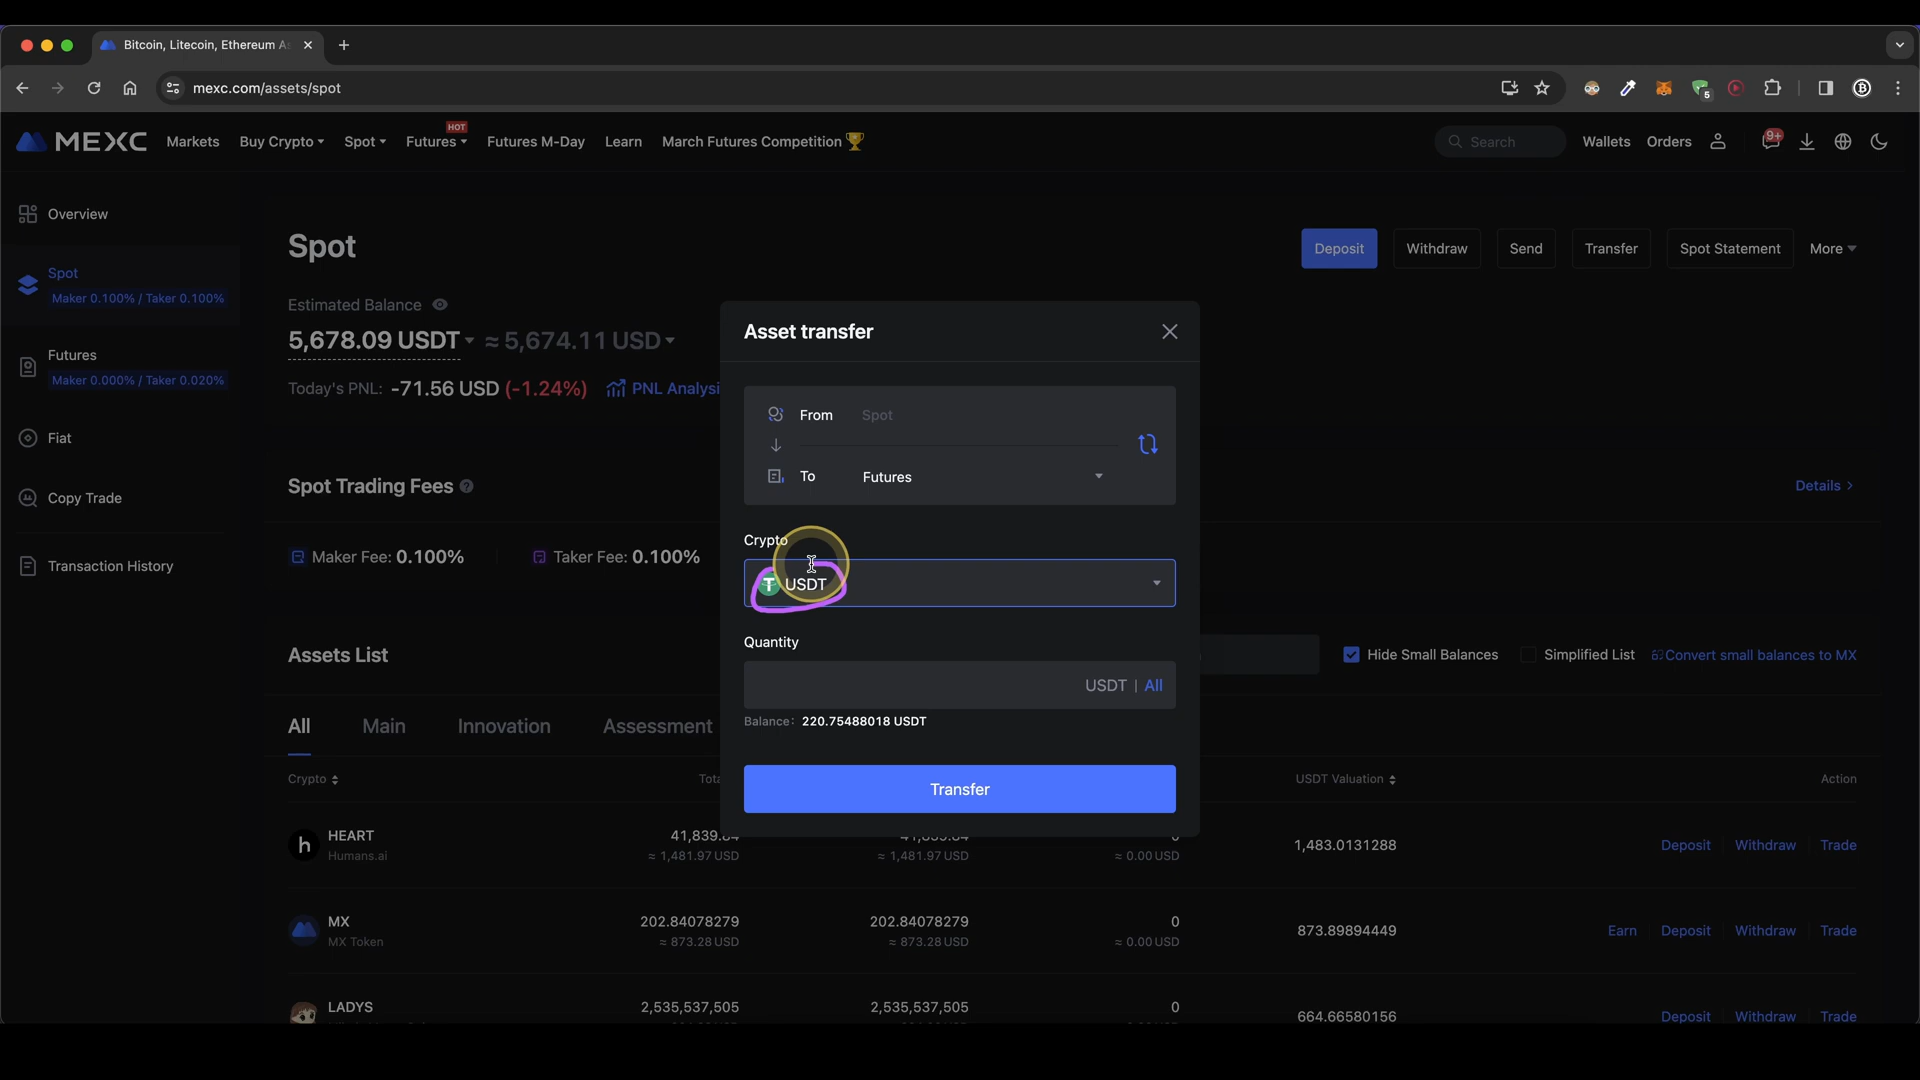 Bitcoin, Litecoin, Ethereum A
mexc.com/assets/spot
5
MEXC
Markets
Buy Crypto
Spot
Futures
HOT
Futures M-Day
Learn
March Futures Competition
Search
Wallets
Orders
9+
Overview
Spot
Maker 0.100% / Taker 0.100%
Futures
Maker 0.000% / Taker 0.020%
Fiat
Copy Trade
Transaction History
Spot
Deposit
Withdraw
Send
Transfer
Spot Statement
More
Estimated Balance
5,678.09 USDT
≈ 5,674.11 USD
Today's PNL: -71.56 USD (-1.24%)
PNL Analysi
Spot Trading Fees
Details >
Maker Fee: 0.100%
Taker Fee: 0.100%
Asset transfer
From Spot
To Futures
Crypto
T USDT
Quantity
USDT | All
Balance: 220.75488018 USDT
Transfer
Assets List
Hide Small Balances
Simplified List
Convert small balances to MX
All
Main
Innovation
Assessment
Crypto
Tota
USDT Valuation
Action
h
HEART
Humans.ai
41,839.84
≈ 1,481.97 USD
≈ 1,481.97 USD
≈ 0.00 USD
1,483.0131288
Deposit
Withdraw
Trade
MX
MX Token
202.84078279
≈ 873.28 USD
202.84078279
≈ 873.28 USD
0
≈ 0.00 USD
873.89894449
Earn
Deposit
Withdraw
Trade
LADYS
2,535,537,505
2,535,537,505
0
664.66580156
Deposit
Withdraw
Trade